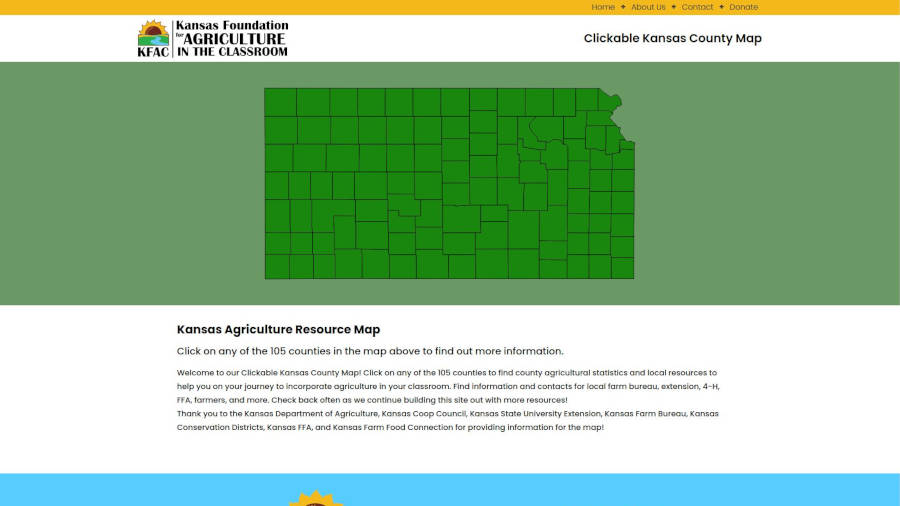 Home ✦ About Us ✦ Contact ✦ Donate
Kansas Foundation
for AGRICULTURE
KFAC IN THE CLASSROOM
Clickable Kansas County Map
Kansas Agriculture Resource Map
Click on any of the 105 counties in the map above to find out more information.
Welcome to our Clickable Kansas County Map! Click on any of the 105 counties to find county agricultural statistics and local resources to
help you on your journey to incorporate agriculture in your classroom. Find information and contacts for local farm bureau, extension, 4-H,
FFA, farmers, and more. Check back often as we continue building this site out with more resources!
Thank you to the Kansas Department of Agriculture, Kansas Coop Council, Kansas State University Extension, Kansas Farm Bureau, Kansas
Conservation Districts, Kansas FFA, and Kansas Farm Food Connection for providing information for the map!